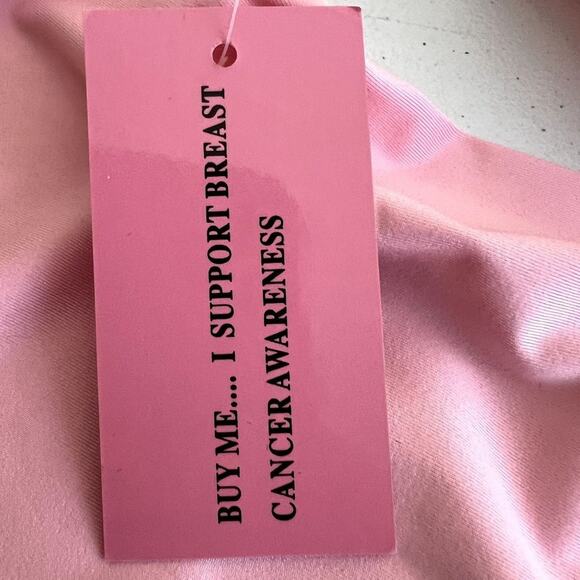 BUY ME.... I SUPPORT BREAST
CANCER AWARENESS